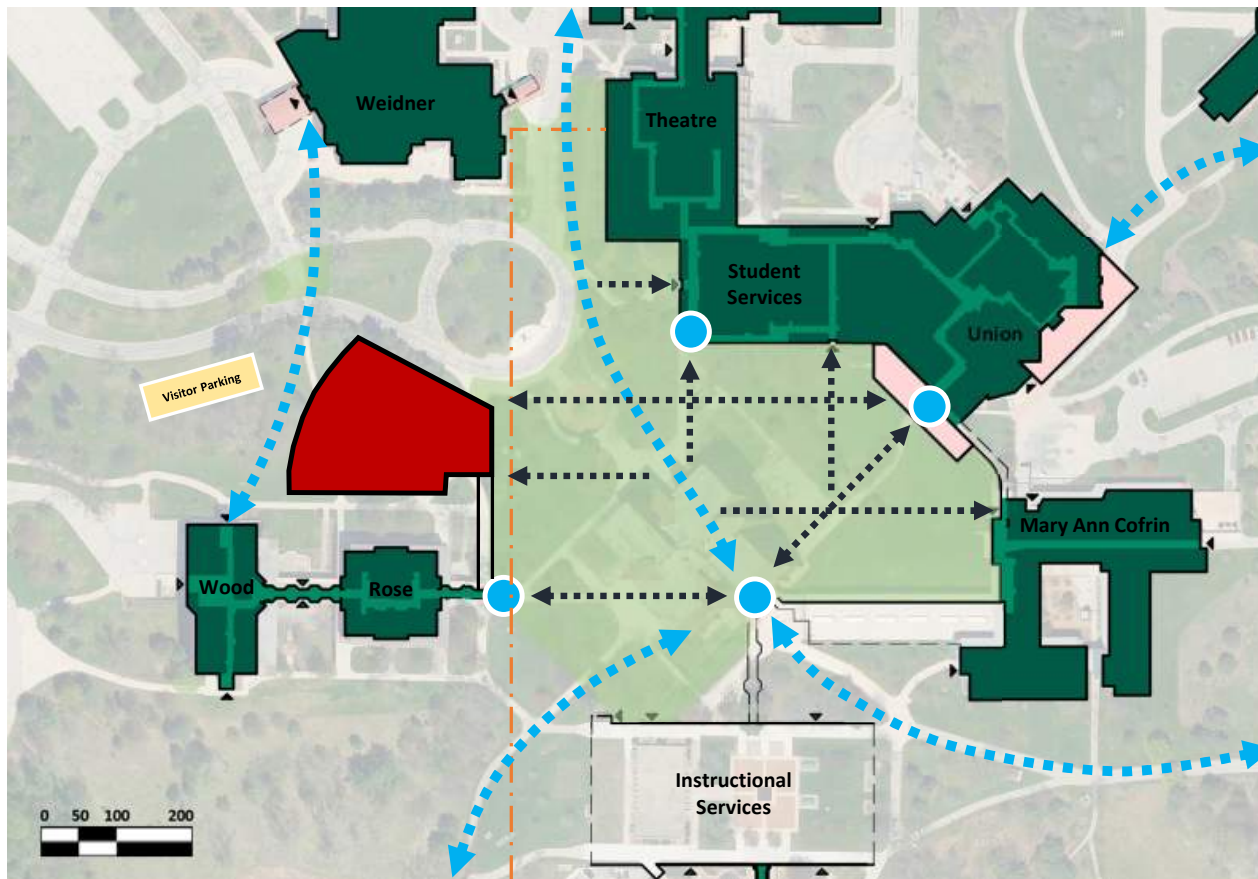 Weidner
Theatre
Student
Services
Union
Visitor Parking
Mary Ann Cofrin
Wood
Rose
Instructional
Services
0 50 100 200